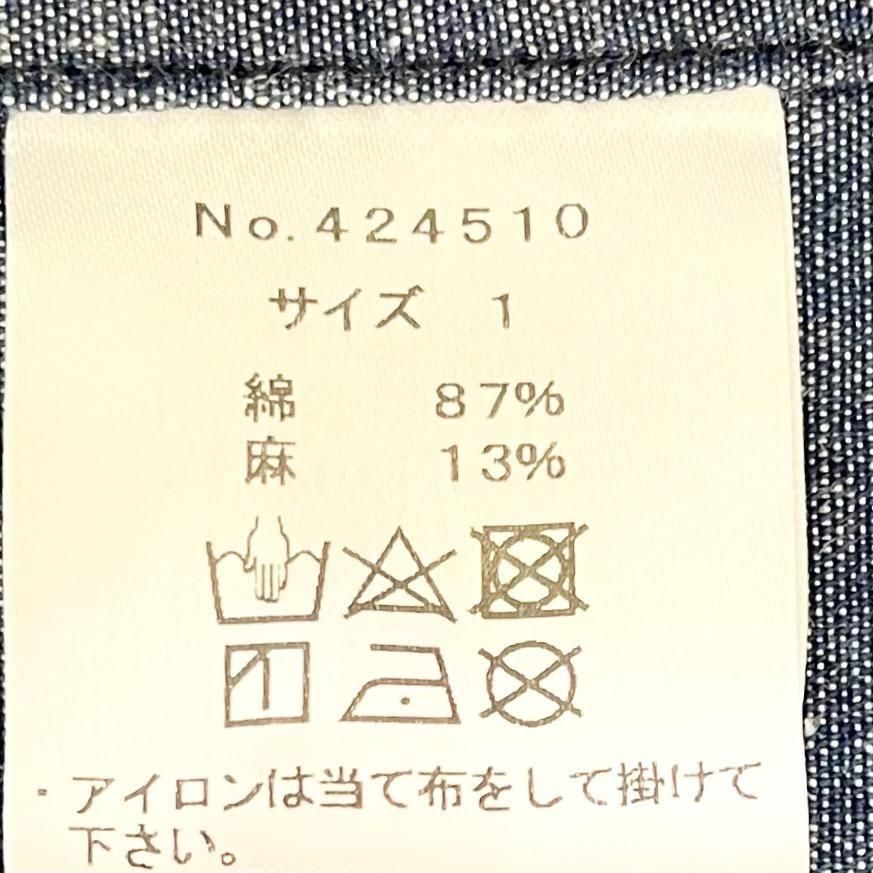 No.424510
サイズ 1
綿 87%
麻 13%
・アイロンは当て布をして掛けて
下さい。